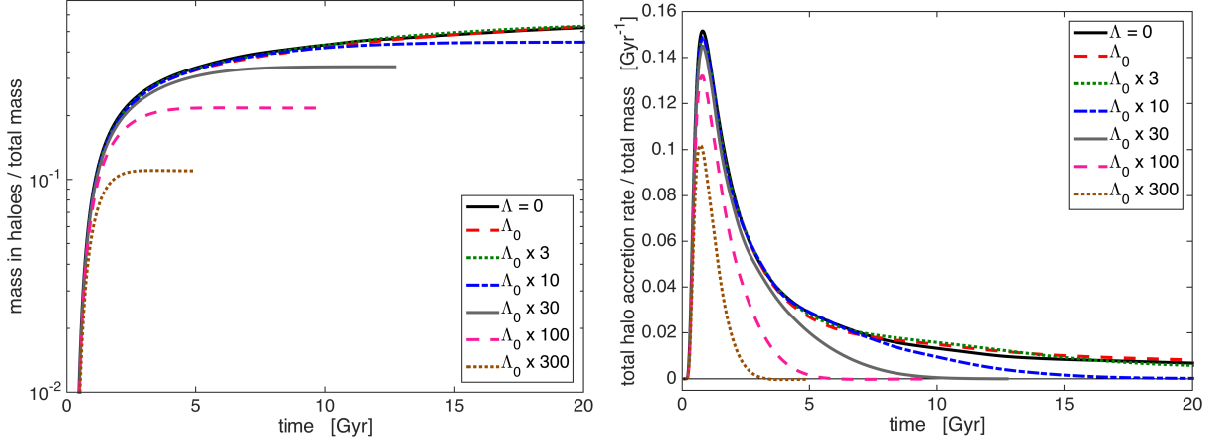 mass in haloes / total mass
10⁻¹
10⁻²
0
5
10
15
20
time [Gyr]
Λ = 0
Λ₀
Λ₀ x 3
Λ₀ x 10
Λ₀ x 30
Λ₀ x 100
Λ₀ x 300
total halo accretion rate / total mass [Gyr⁻¹]
0.16
0.14
0.12
0.1
0.08
0.06
0.04
0.02
0
0
5
10
15
20
time [Gyr]
Λ = 0
Λ₀
Λ₀ x 3
Λ₀ x 10
Λ₀ x 30
Λ₀ x 100
Λ₀ x 300